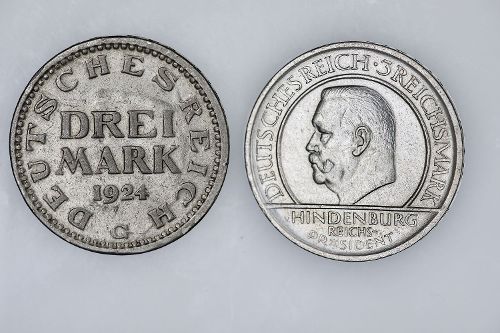 DEUTSCHES REICH
DREI
MARK
1924
G
DEUTSCHES REICH · 3 REICHSMARK
HINDENBURG
REICHS-
PRÄSIDENT